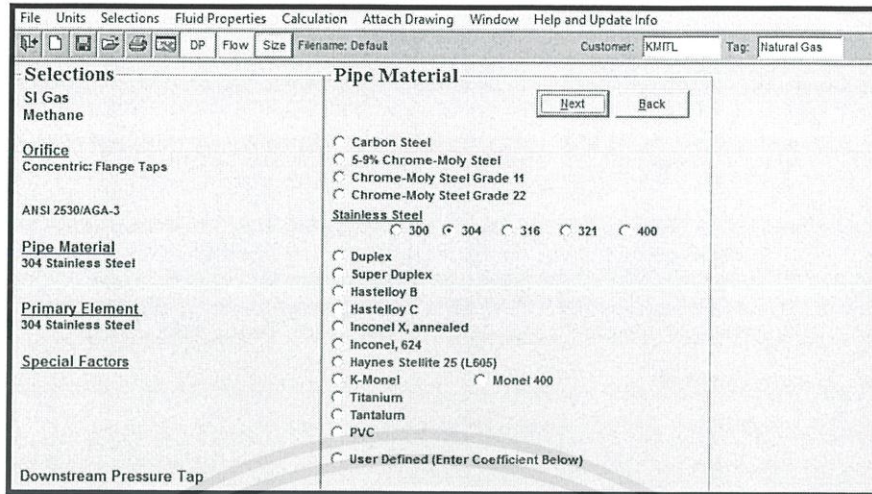 File Units Selections Fluid Properties Calculation Attach Drawing Window Help and Update Info
DP Flow Size Filename: Default Customer: KMITL Tag: Natural Gas
Selections
SI Gas
Methane
Orifice
Concentric: Flange Taps
ANSI 2530/AGA-3
Pipe Material
304 Stainless Steel
Primary Element
304 Stainless Steel
Special Factors
Downstream Pressure Tap
Pipe Material
Next Back
Carbon Steel
5-9% Chrome-Moly Steel
Chrome-Moly Steel Grade 11
Chrome-Moly Steel Grade 22
Stainless Steel
300 304 316 321 400
Duplex
Super Duplex
Hastelloy B
Hastelloy C
Inconel X, annealed
Inconel, 624
Haynes Stellite 25 (L605)
K-Monel Monel 400
Titanium
Tantalum
PVC
User Defined (Enter Coefficient Below)